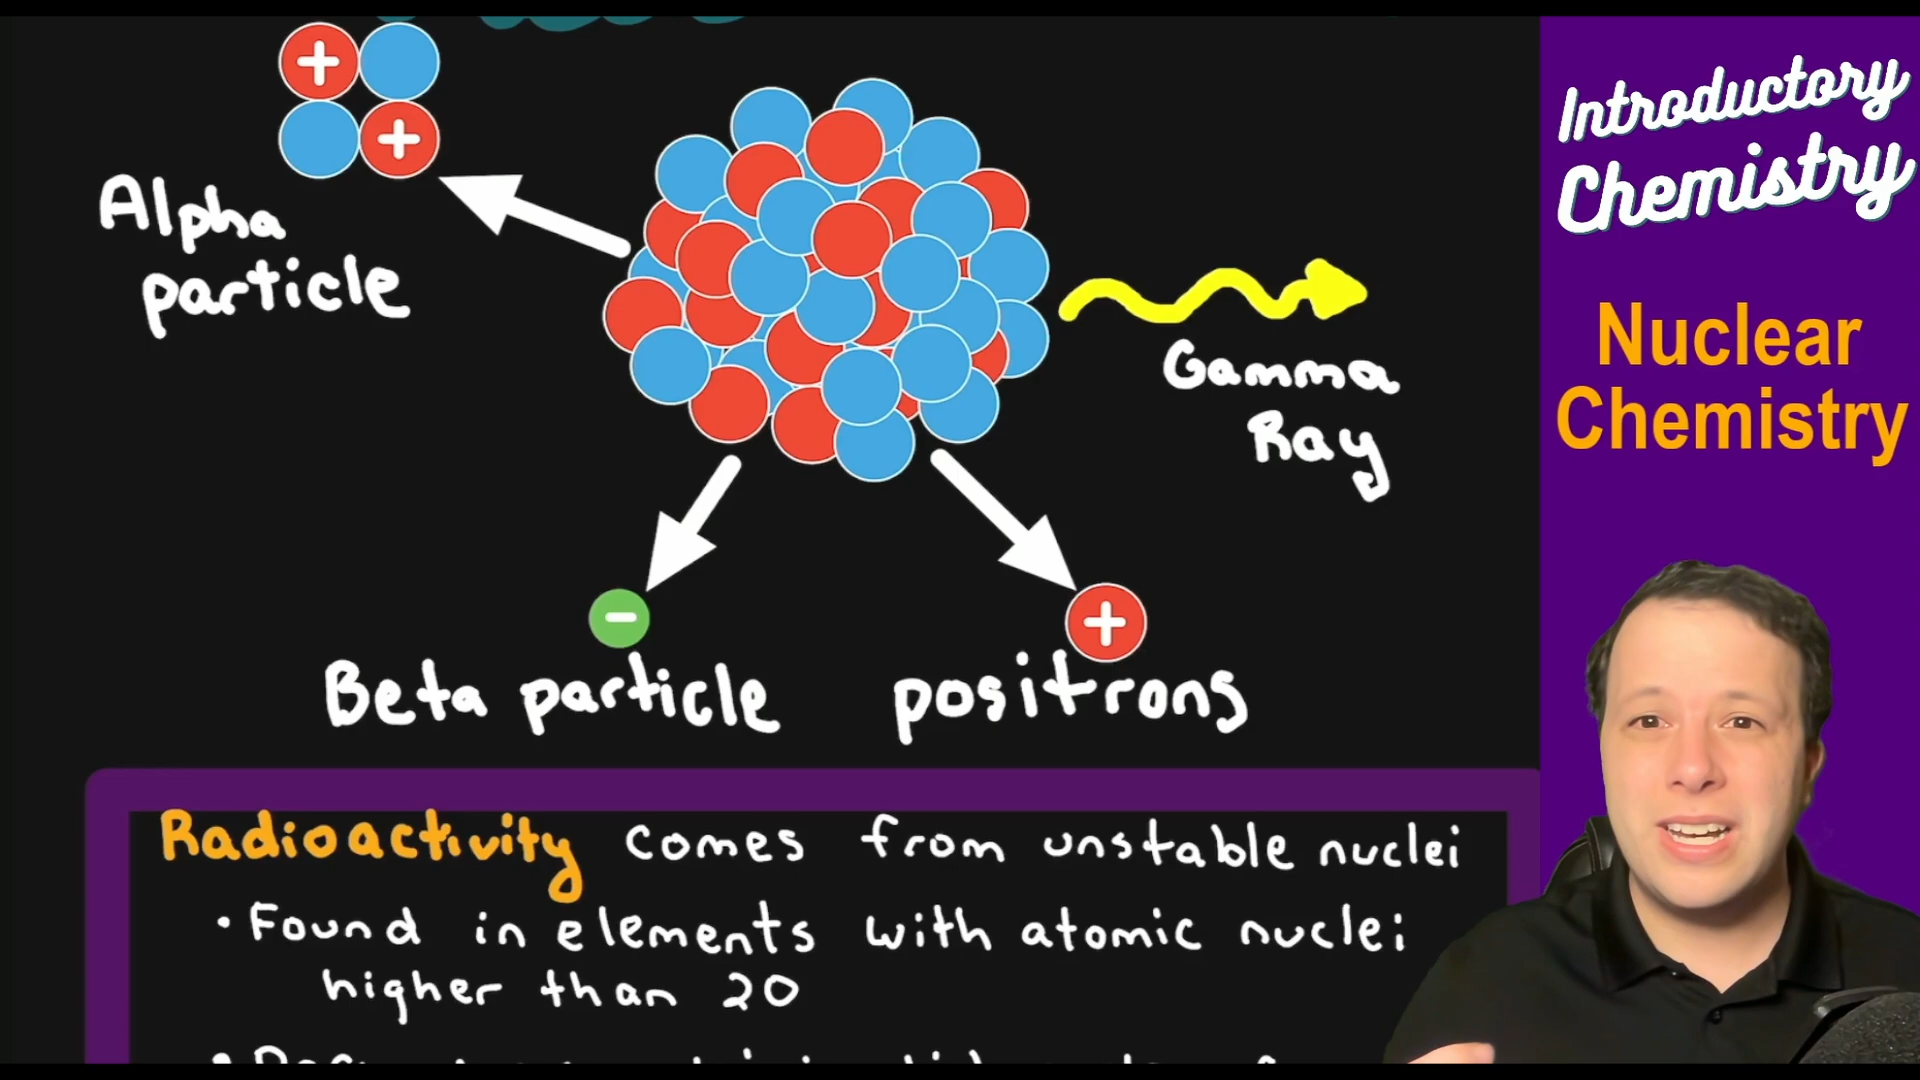 Alpha
particle
Gamma
Ray
Beta particle
positrons
Radioactivity comes from unstable nuclei
• Found in elements with atomic nuclei
higher than 20
Introductory
Chemistry
Nuclear
Chemistry